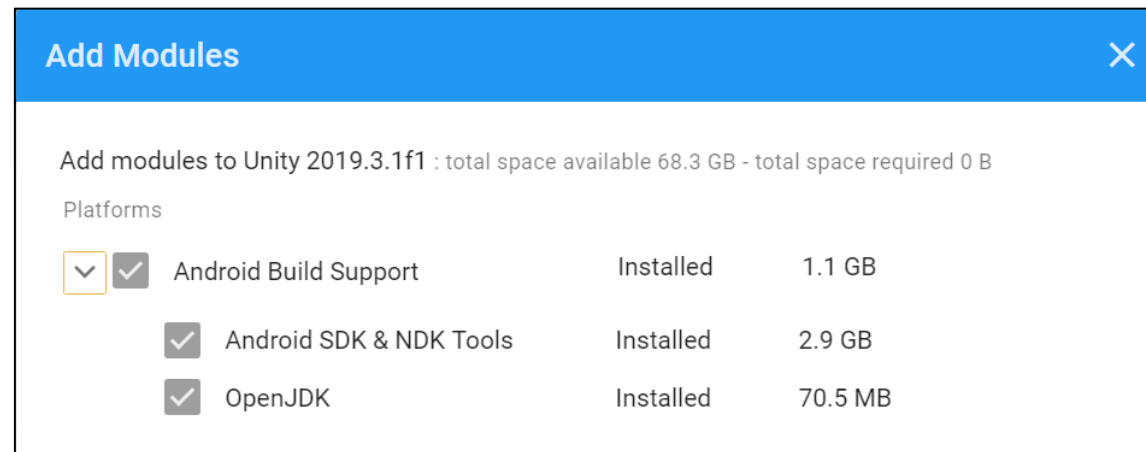 Add Modules
Add modules to Unity 2019.3.1f1 : total space available 68.3 GB - total space required 0 B
Platforms
Android Build Support Installed 1.1 GB
Android SDK & NDK Tools Installed 2.9 GB
OpenJDK Installed 70.5 MB